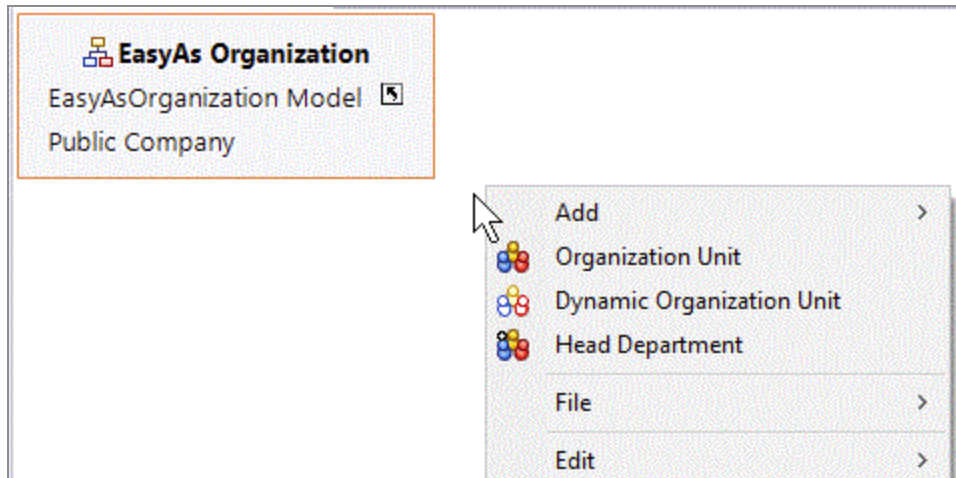 EasyAs Organization
EasyAsOrganization Model
Public Company
Add
Organization Unit
Dynamic Organization Unit
Head Department
File
Edit